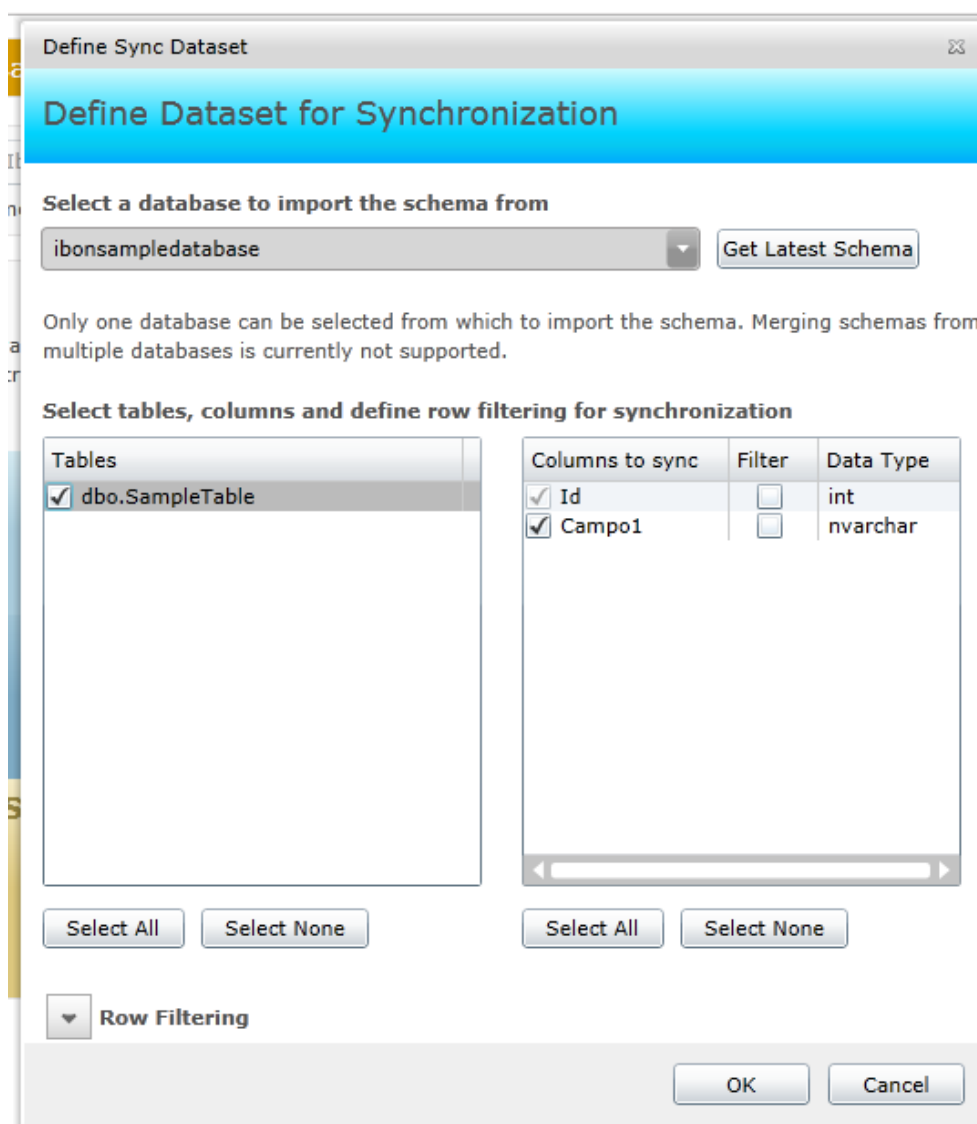 Define Sync Dataset
Define Dataset for Synchronization
Select a database to import the schema from
ibonsampledatabase
Get Latest Schema
Only one database can be selected from which to import the schema. Merging schemas from
multiple databases is currently not supported.
Select tables, columns and define row filtering for synchronization
Tables
Columns to sync Filter Data Type
dbo.SampleTable
Id int
Campo1 nvarchar
Select All Select None
Select All Select None
Row Filtering
OK Cancel